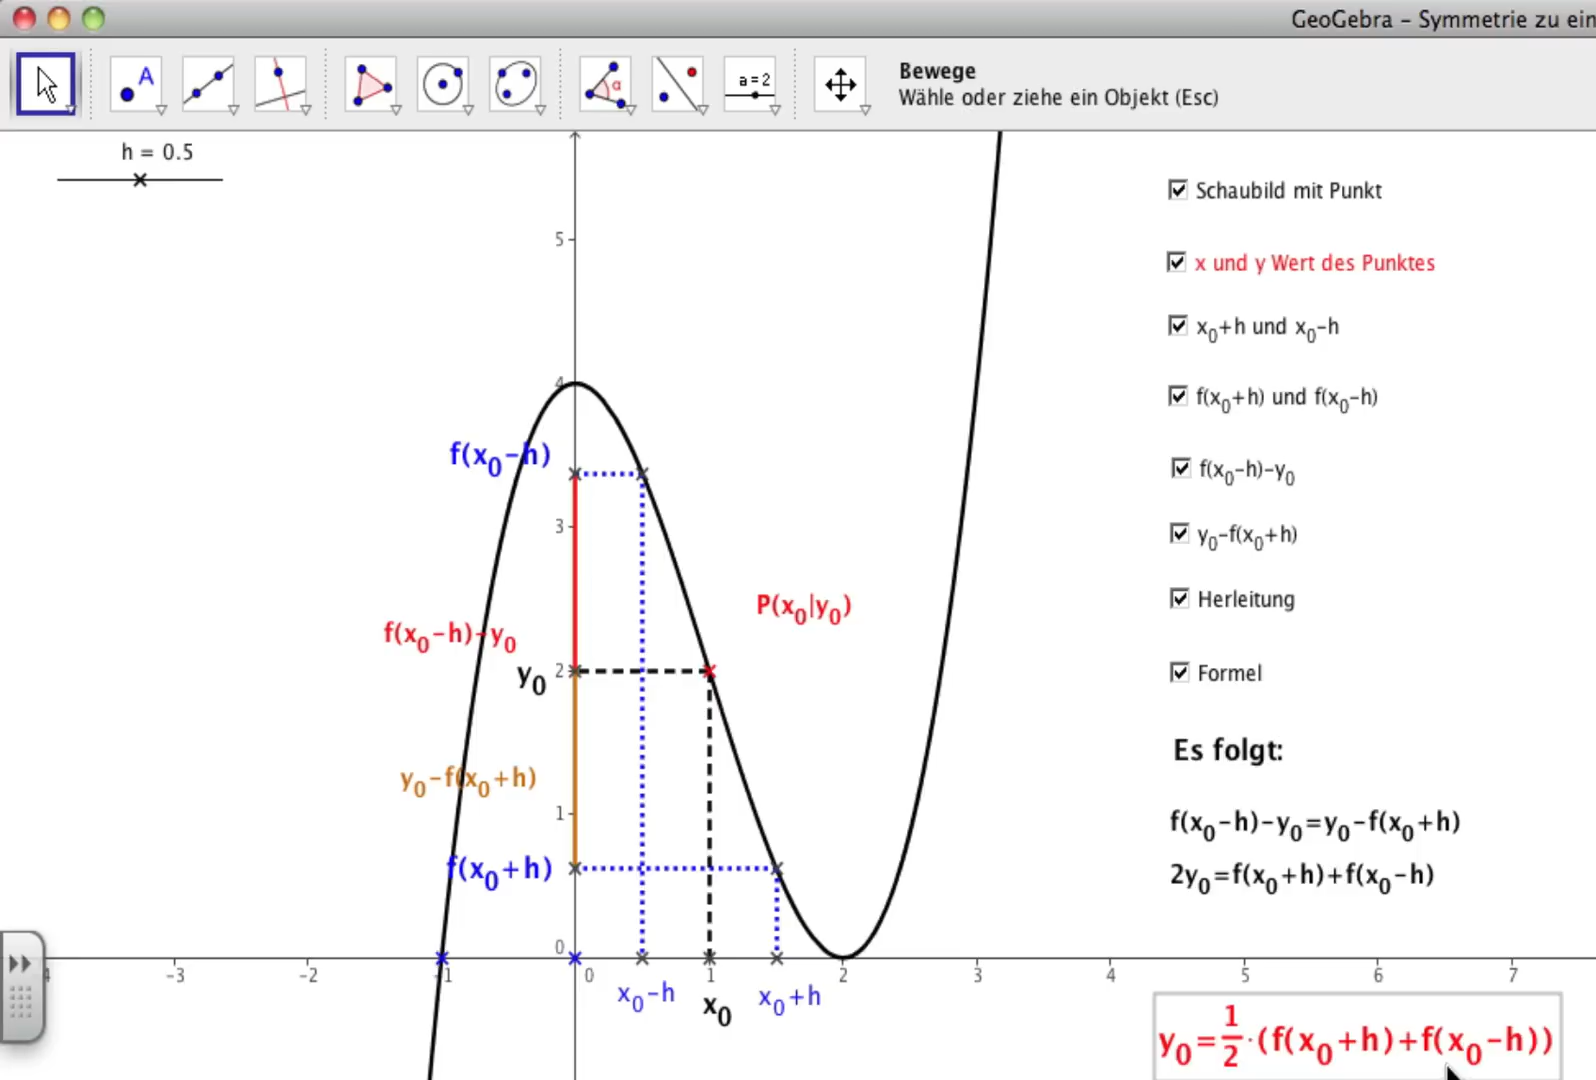 GeoGebra – Symmetrie zu ein
A
α
a=2
Bewege
Wähle oder ziehe ein Objekt (Esc)
h = 0.5
Schaubild mit Punkt
x und y Wert des Punktes
x₀+h und x₀-h
f(x₀+h) und f(x₀-h)
f(x₀-h)-y₀
y₀-f(x₀+h)
Herleitung
Formel
Es folgt:
f(x₀-h)-y₀=y₀-f(x₀+h)
2y₀=f(x₀+h)+f(x₀-h)
y₀=1/2·(f(x₀+h)+f(x₀-h))
5
4
f(x₀-h)
3
P(x₀|y₀)
f(x₀-h)-y₀
y₀
2
y₀-f(x₀+h)
1
f(x₀+h)
0
4 -3 -2 -1 0 1 2 3 4 5 6 7
x₀-h x₀ x₀+h